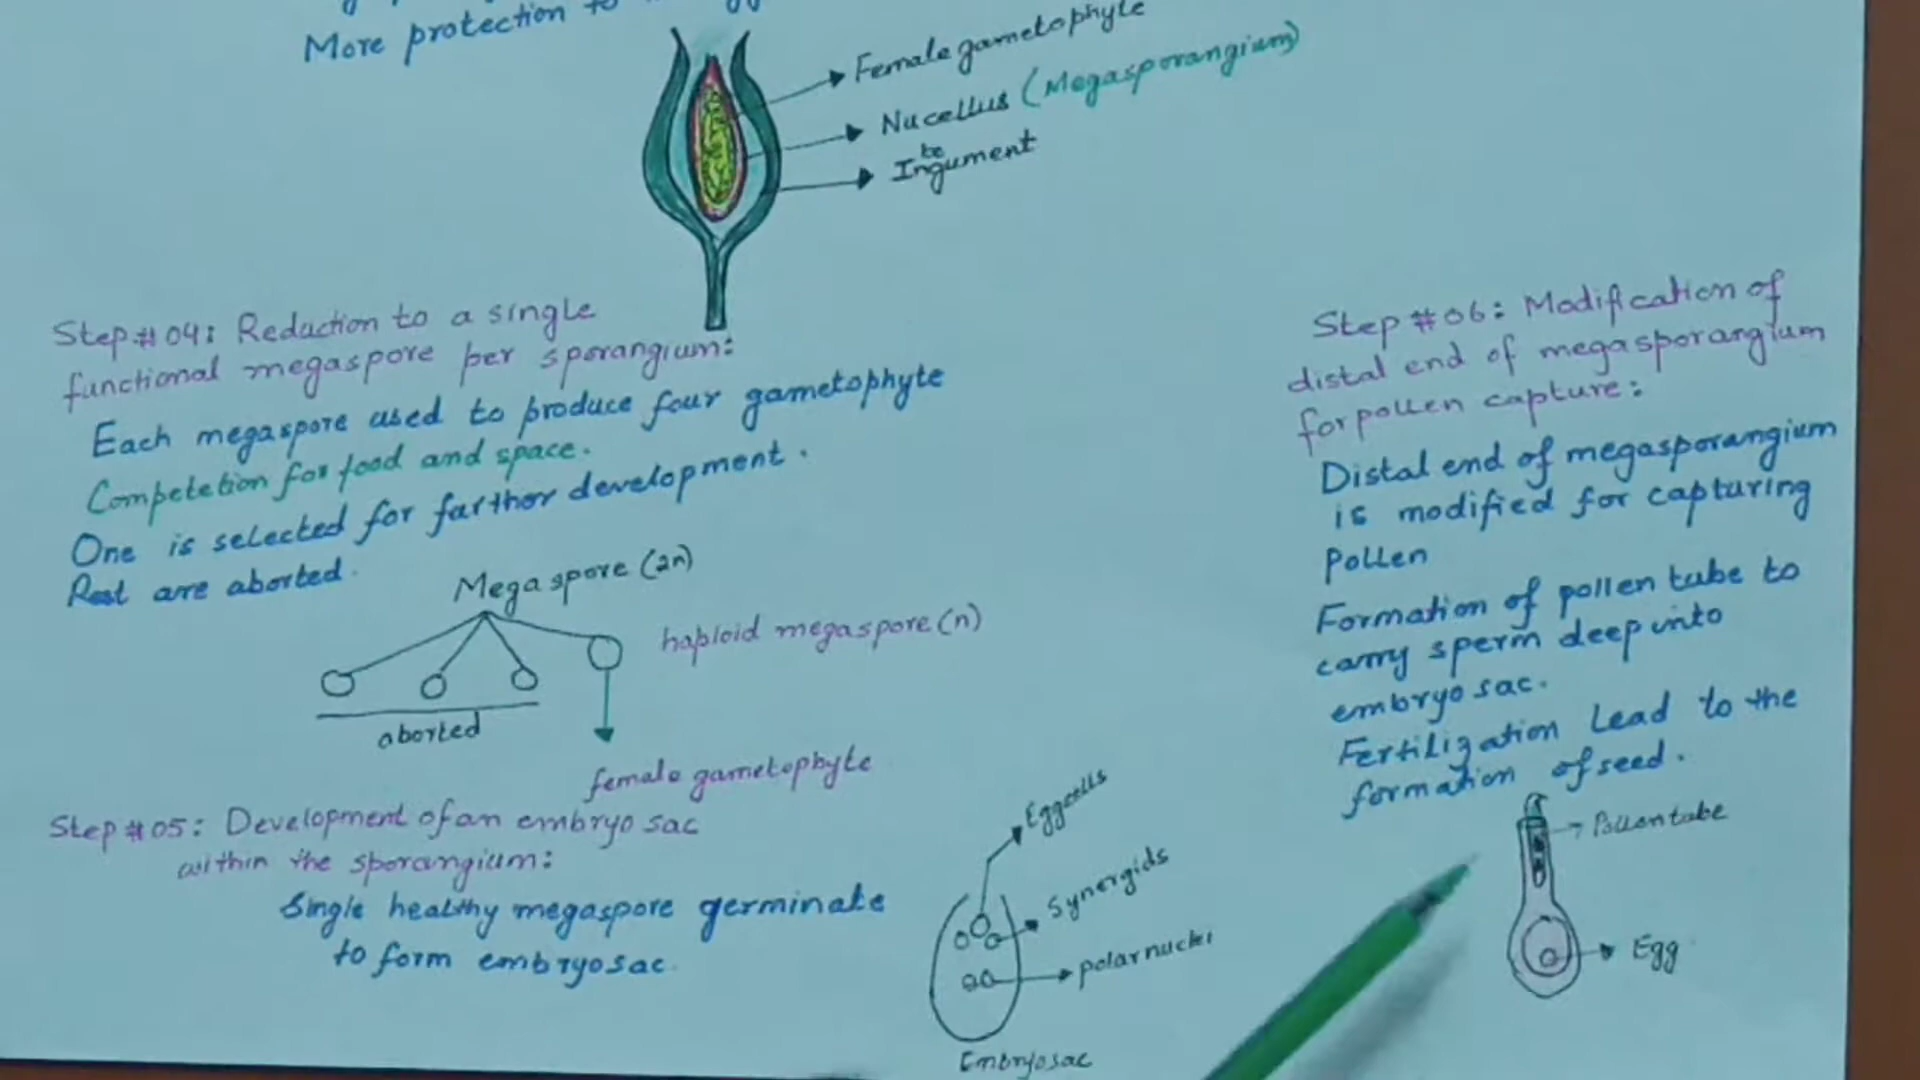 More protection to
Female gametophyte
Nucellus (Megasporangium)
Integument
Step#04: Reduction to a single
functional megaspore per sporangium:
Each megaspore used to produce four gametophyte
Competetion for food and space.
One is selected for farthor development.
Rest are aborted.
Megaspore (2n)
haploid megaspore (n)
aborted
female gametophyte
Step#05: Development of an embryo sac
within the sporangium:
Single healthy megaspore germinate
to form embryosac.
Egg cells
Synergids
polar nuclei
Embryosac
Step #06: Modification of
distal end of megasporangium
for pollen capture:
Distal end of megasporangium
is modified for capturing
pollen
Formation of pollen tube to
carry sperm deep into
embryo sac.
Fertilization Lead to the
formation of seed.
Pollen tube
Egg